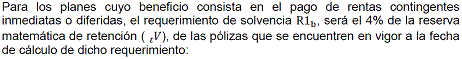 Para los planes cuyo beneficio consista en el pago de rentas contingentes
inmediatas o diferidas, el requerimiento de solvencia R1_b, será el 4% de la reserva
matemática de retención ( _tV), de las pólizas que se encuentren en vigor a la fecha
de cálculo de dicho requerimiento: